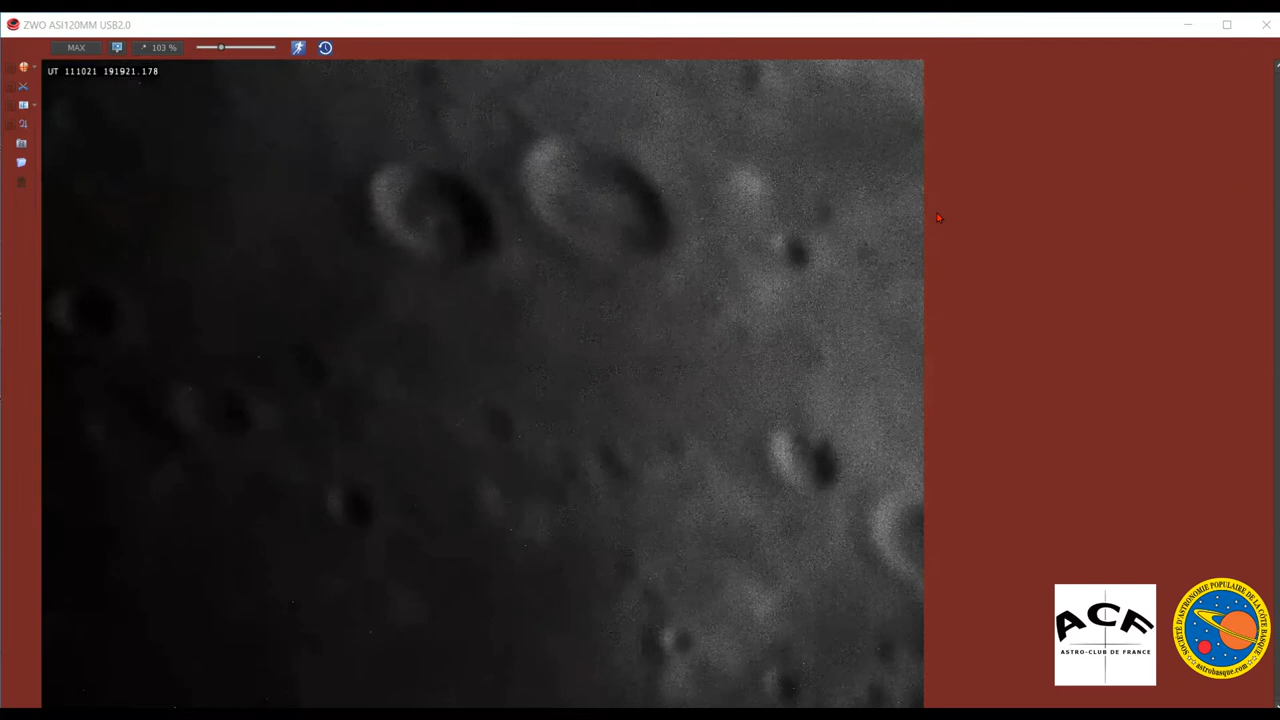 ZWO ASI120MM USB2.0
MAX
103 %
UT 111021 191921.178
ACF
ASTRO-CLUB DE FRANCE
SOCIÉTÉ D'ASTRONOMIE POPULAIRE DE LA CÔTE BASQUE
astrobasque.com